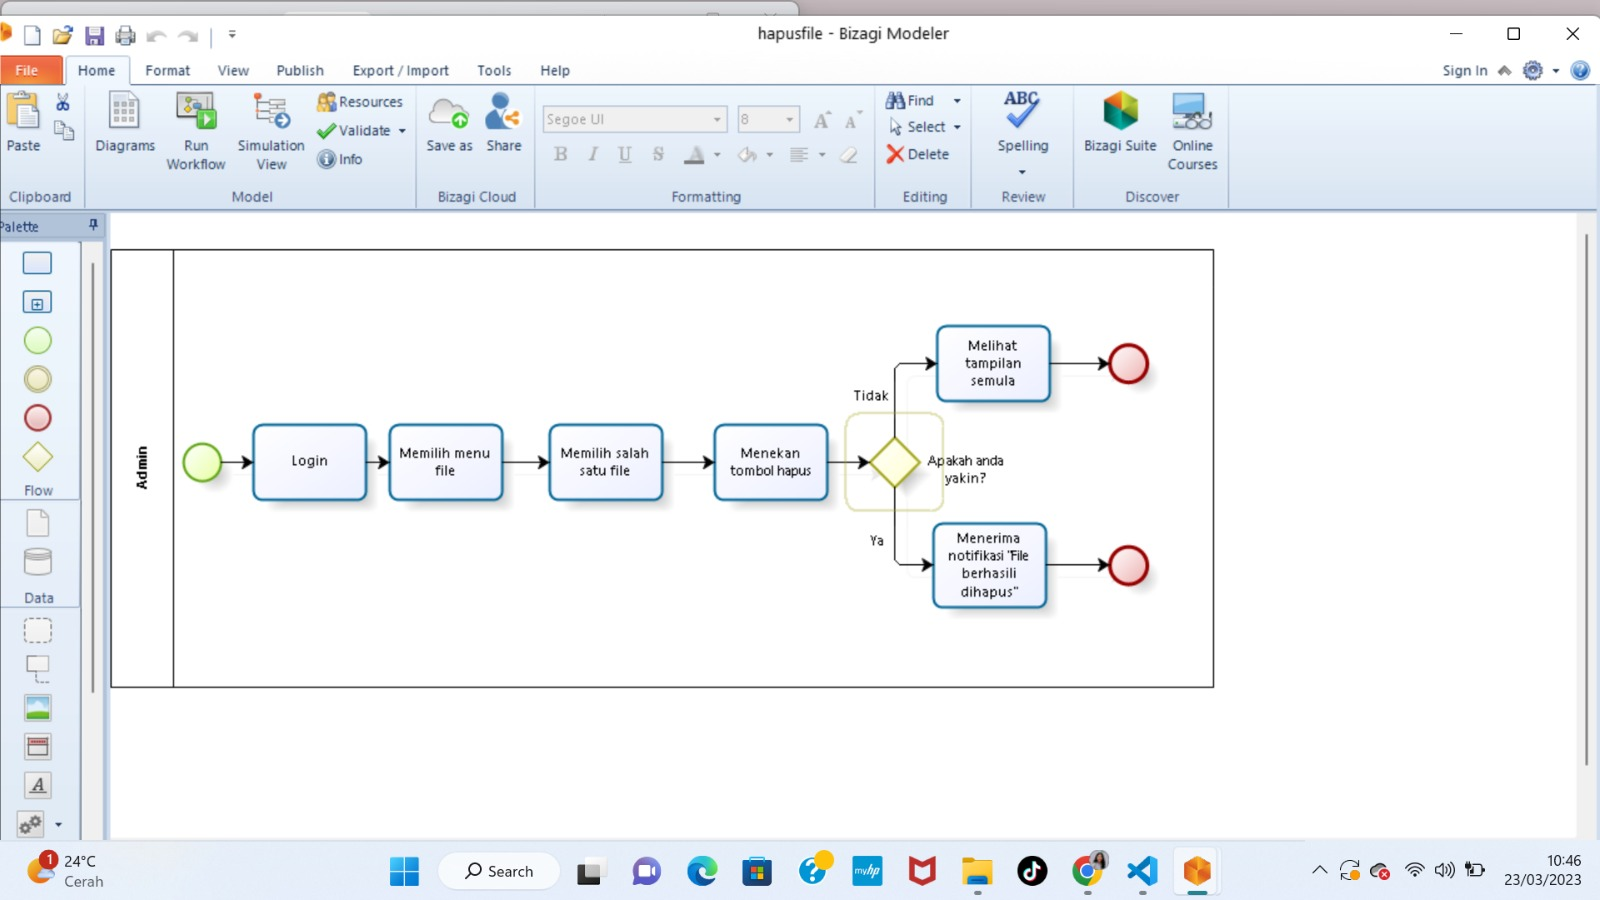 hapusfile - Bizagi Modeler
File Home Format View Publish Export / Import Tools Help Sign In
Paste
Clipboard
Diagrams
Run
Workflow
Simulation
View
Resources
Validate
Info
Model
Save as
Share
Bizagi Cloud
Segoe UI 8
B I U S A
Formatting
Find
Select
Delete
Editing
ABC
Spelling
Review
Bizagi Suite
Online
Courses
Discover
Palette
Flow
Data
A
Admin
Login
Memilih menu
file
Memilih salah
satu file
Menekan
tombol hapus
Tidak
Apakah anda
yakin?
Ya
Melihat
tampilan
semula
Menerima
notifikasi "File
berhasili
dihapus"
1
24°C
Cerah
Search
myhp
10:46
23/03/2023